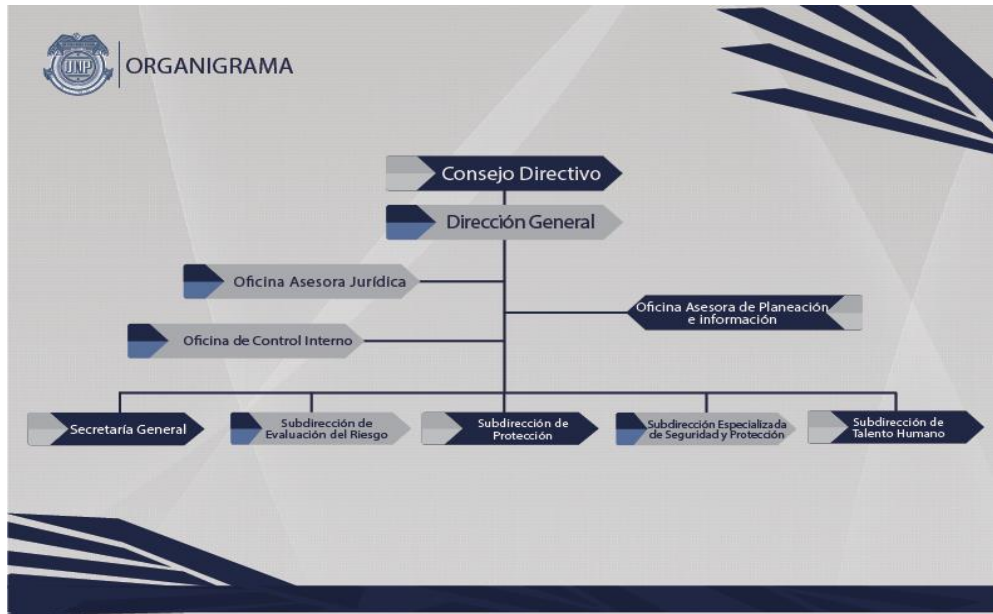 UNP
ORGANIGRAMA
Consejo Directivo
Dirección General
Oficina Asesora Jurídica
Oficina Asesora de Planeación
e información
Oficina de Control Interno
Secretaría General
Subdirección de
Evaluación del Riesgo
Subdirección de
Protección
Subdirección Especializada
de Seguridad y Protección
Subdirección de
Talento Humano